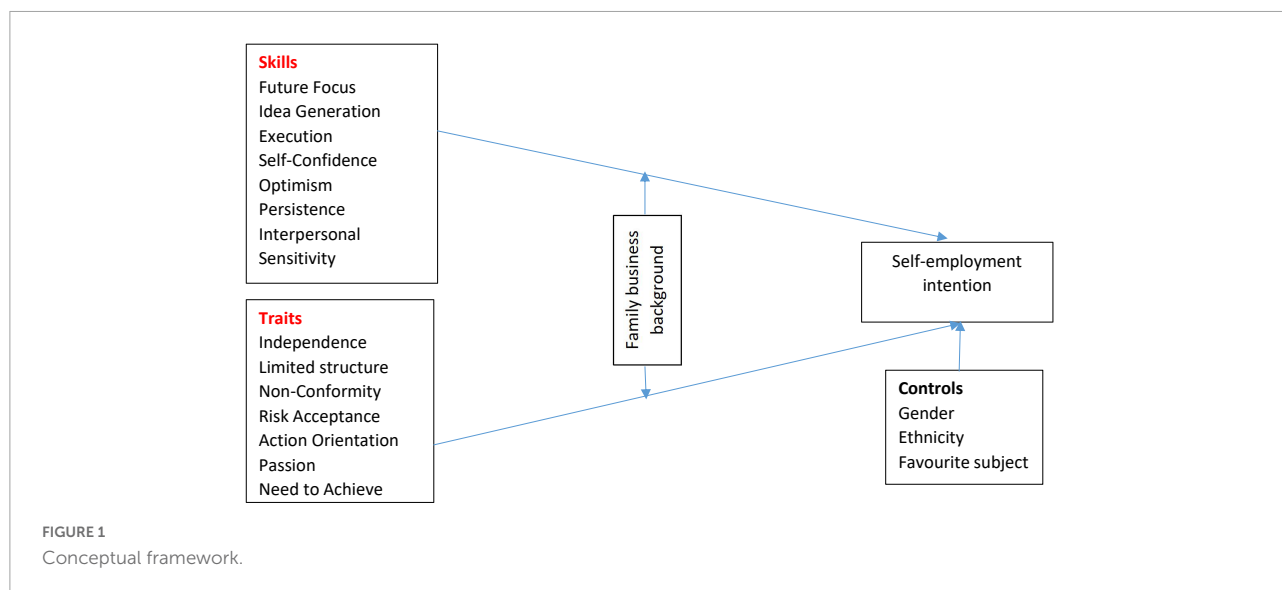 Skills
Future Focus
Idea Generation
Execution
Self-Confidence
Optimism
Persistence
Interpersonal
Sensitivity
Traits
Independence
Limited structure
Non-Conformity
Risk Acceptance
Action Orientation
Passion
Need to Achieve
Family business
background
Self-employment
intention
Controls
Gender
Ethnicity
Favourite subject
FIGURE 1
Conceptual framework.